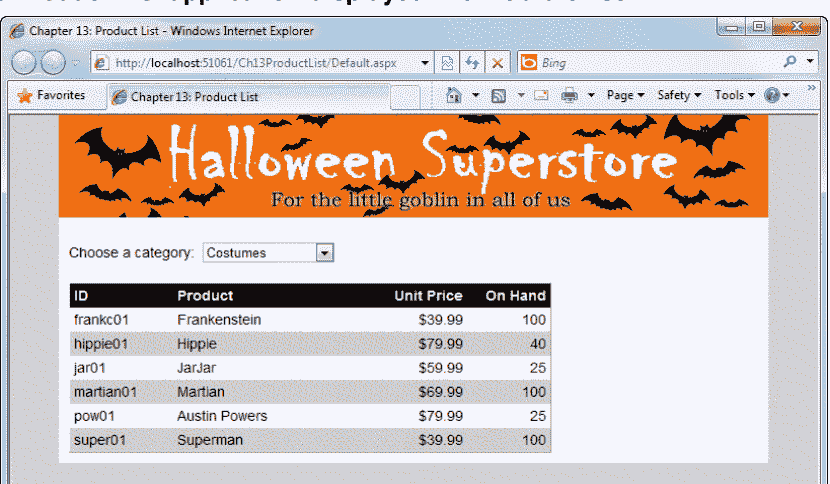 Chapter 13: Product List - Windows Internet Explorer
http://localhost:51061/Ch13ProductList/Default.aspx
Bing
Favorites
Chapter 13: Product List
Page
Safety
Tools
Halloween Superstore
For the little goblin in all of us
Choose a category: Costumes
ID Product Unit Price On Hand
frankc01 Frankenstein $39.99 100
hippie01 Hippie $79.99 40
jar01 JarJar $59.99 25
martian01 Martian $69.99 100
pow01 Austin Powers $79.99 25
super01 Superman $39.99 100